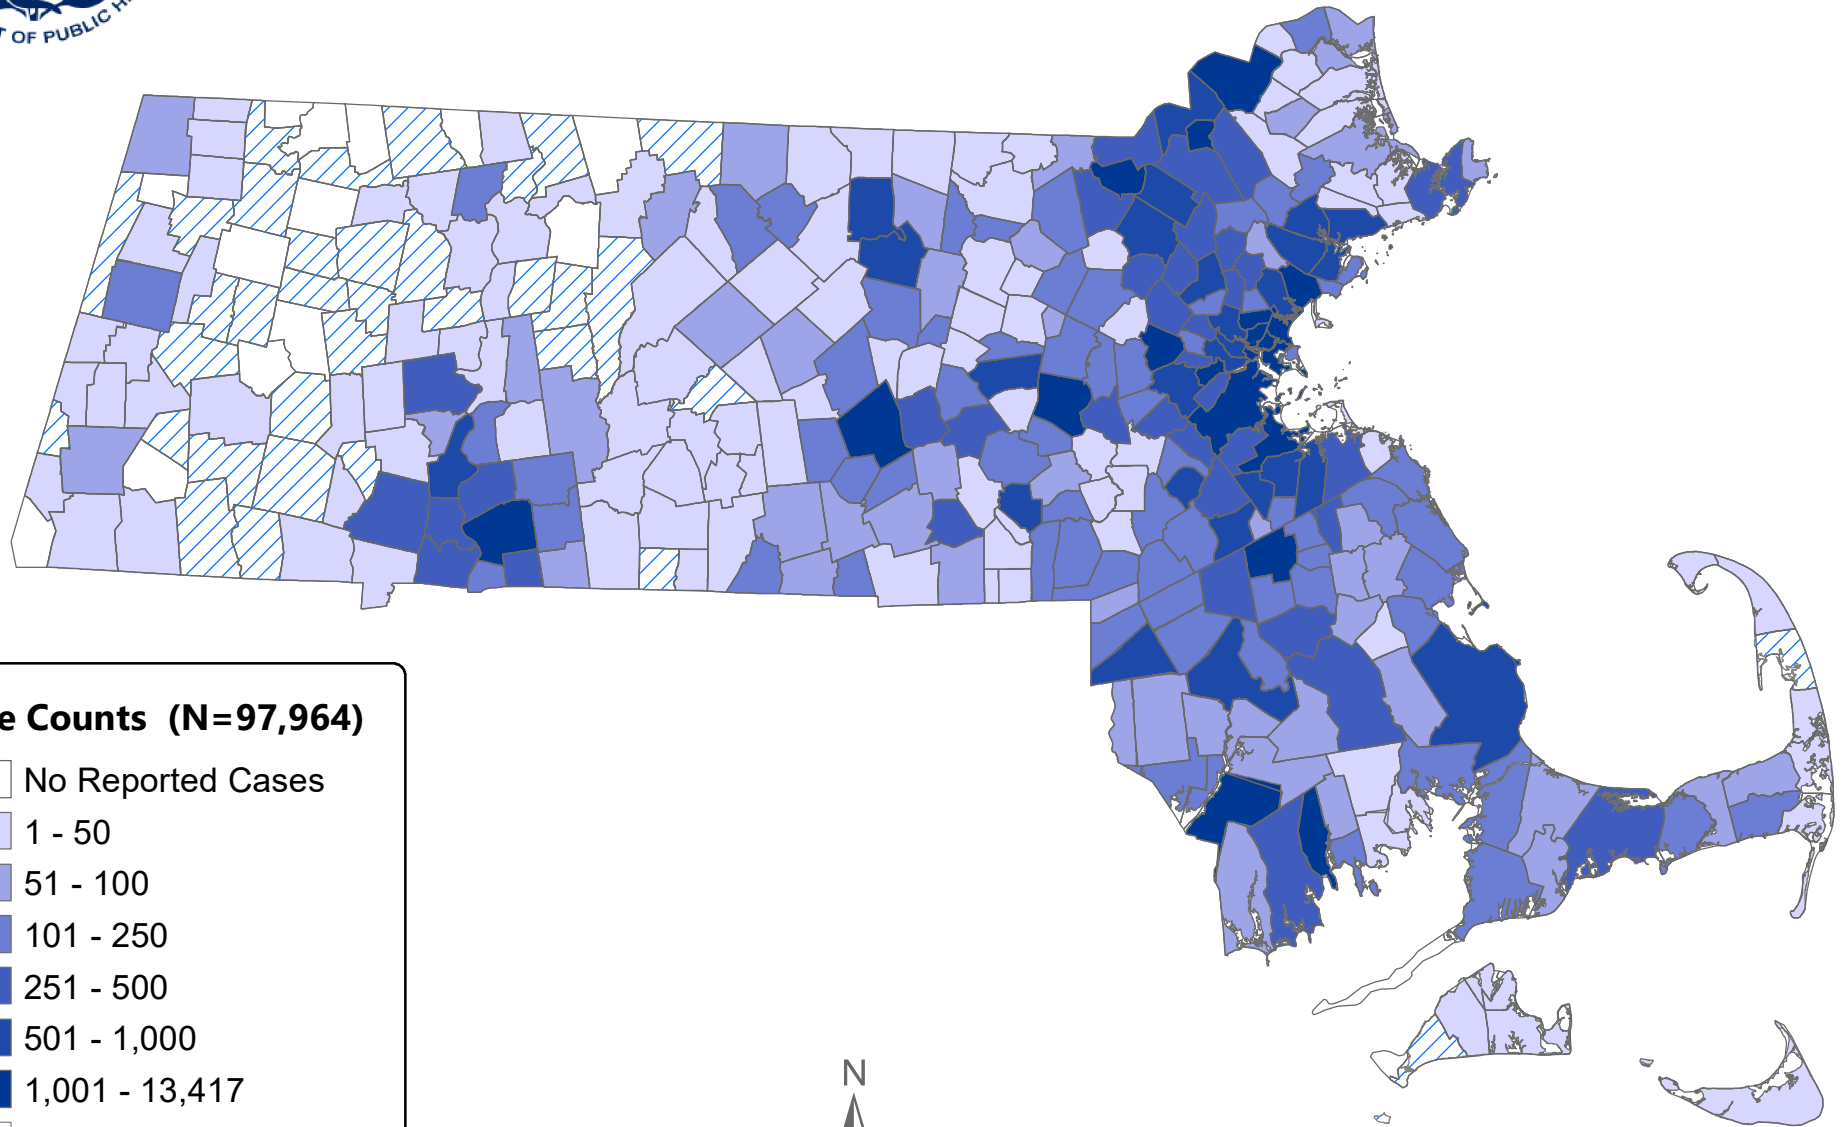 OF PUBLIC
e Counts (N=97,964)
No Reported Cases
1 - 50
51 - 100
101 - 250
251 - 500
501 - 1,000
1,001 - 13,417
N